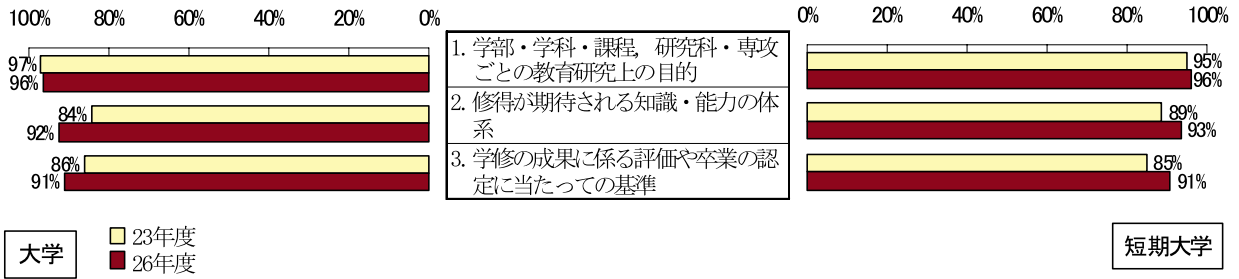 100% 80% 60% 40% 20% 0%
0% 20% 40% 60% 80% 100%
97%
96%
1. 学部・学科・課程, 研究科・専攻
ごとの教育研究上の目的
95%
96%
84%
92%
2. 修得が期待される知識・能力の体
系
89%
93%
86%
91%
3. 学修の成果に係る評価や卒業の認
定に当たっての基準
85%
91%
大学
23年度
26年度
短期大学